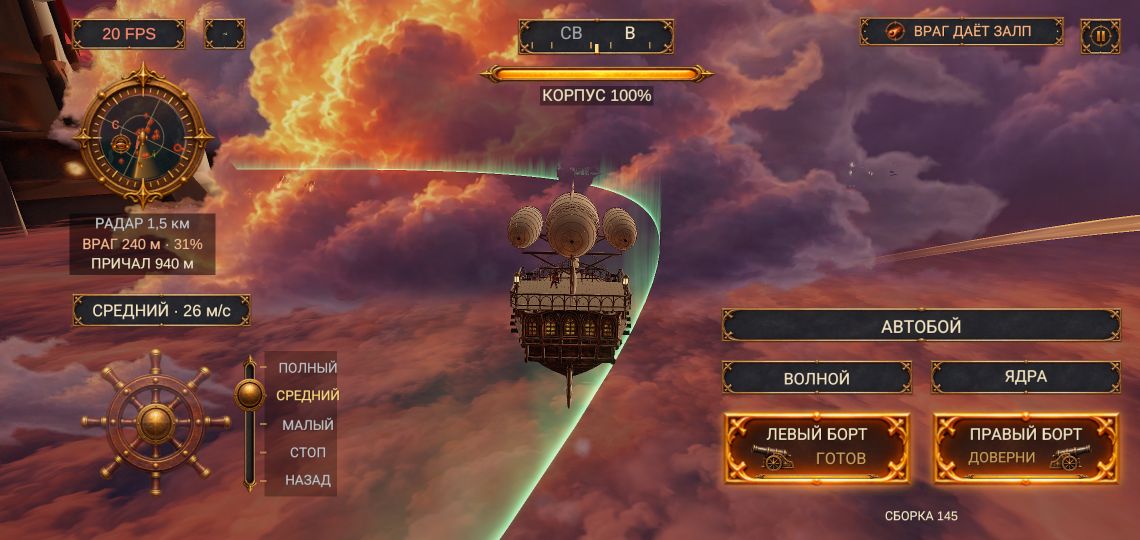 20 FPS
СВ В
ВРАГ ДАЁТ ЗАЛП
КОРПУС 100%
С
РАДАР 1,5 км
ВРАГ 240 м · 31%
ПРИЧАЛ 940 м
СРЕДНИЙ · 26 м/с
ПОЛНЫЙ
СРЕДНИЙ
МАЛЫЙ
СТОП
НАЗАД
АВТОБОЙ
ВОЛНОЙ
ЯДРА
ЛЕВЫЙ БОРТ
ГОТОВ
ПРАВЫЙ БОРТ
ДОВЕРНИ
СБОРКА 145